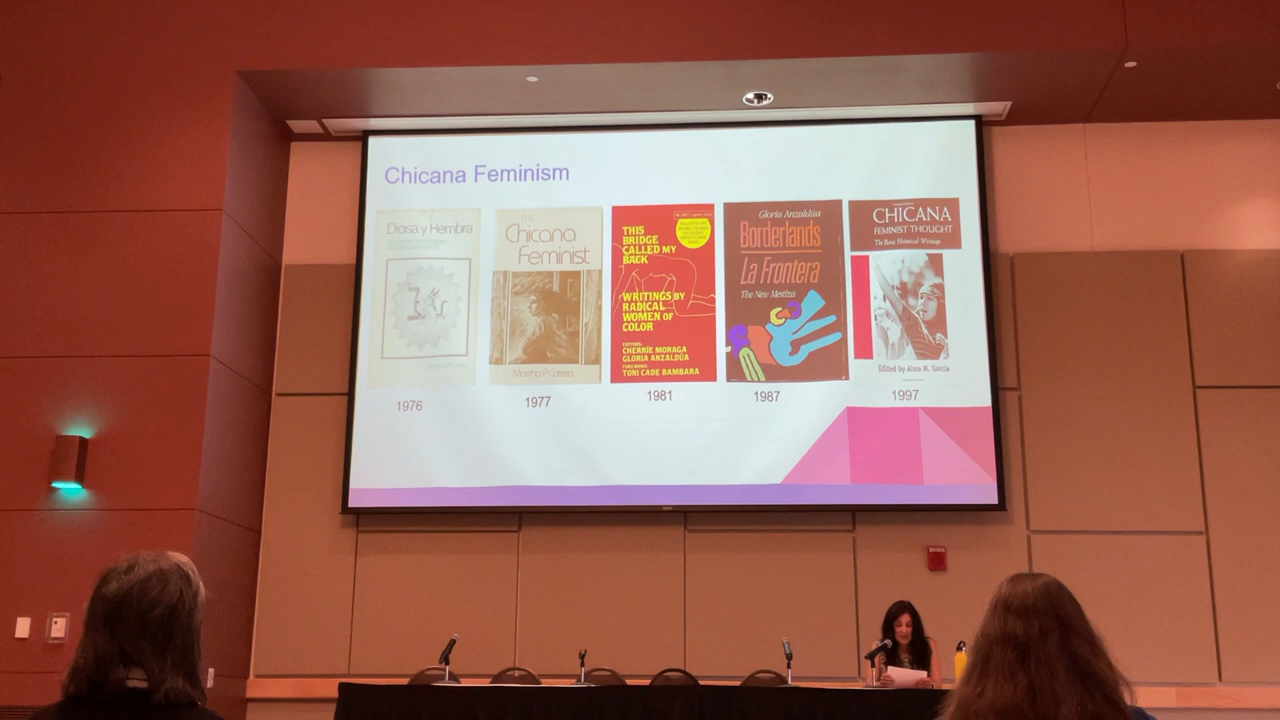 Chicana Feminism
Diosa y Hembra
The
Chicana
Feminist
Martha P. Cotera
THIS
BRIDGE
CALLED MY
BACK
WRITINGS BY
RADICAL
WOMEN OF
COLOR
EDITORS:
CHERRÍE MORAGA
GLORIA ANZALDÚA
FOREWORD:
TONI CADE BAMBARA
Gloria Anzaldúa
Borderlands
La Frontera
The New Mestiza
CHICANA
FEMINIST THOUGHT
The Basic Historical Writings
Edited by Alma M. García
1976
1977
1981
1987
1997